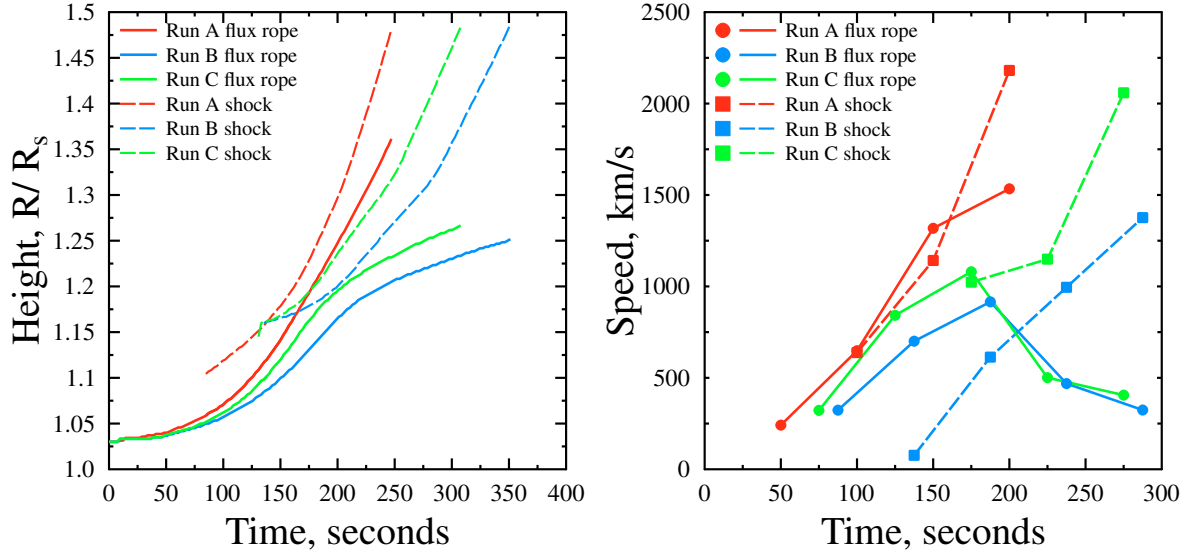 1.5
1.45
1.4
1.35
1.3
1.25
1.2
1.15
1.1
1.05
1.0
Height, R/ R_s
Run A flux rope
Run B flux rope
Run C flux rope
Run A shock
Run B shock
Run C shock
0 50 100 150 200 250 300 350 400
Time, seconds
2500
2000
1500
1000
500
0
Speed, km/s
Run A flux rope
Run B flux rope
Run C flux rope
Run A shock
Run B shock
Run C shock
0 50 100 150 200 250 300
Time, seconds